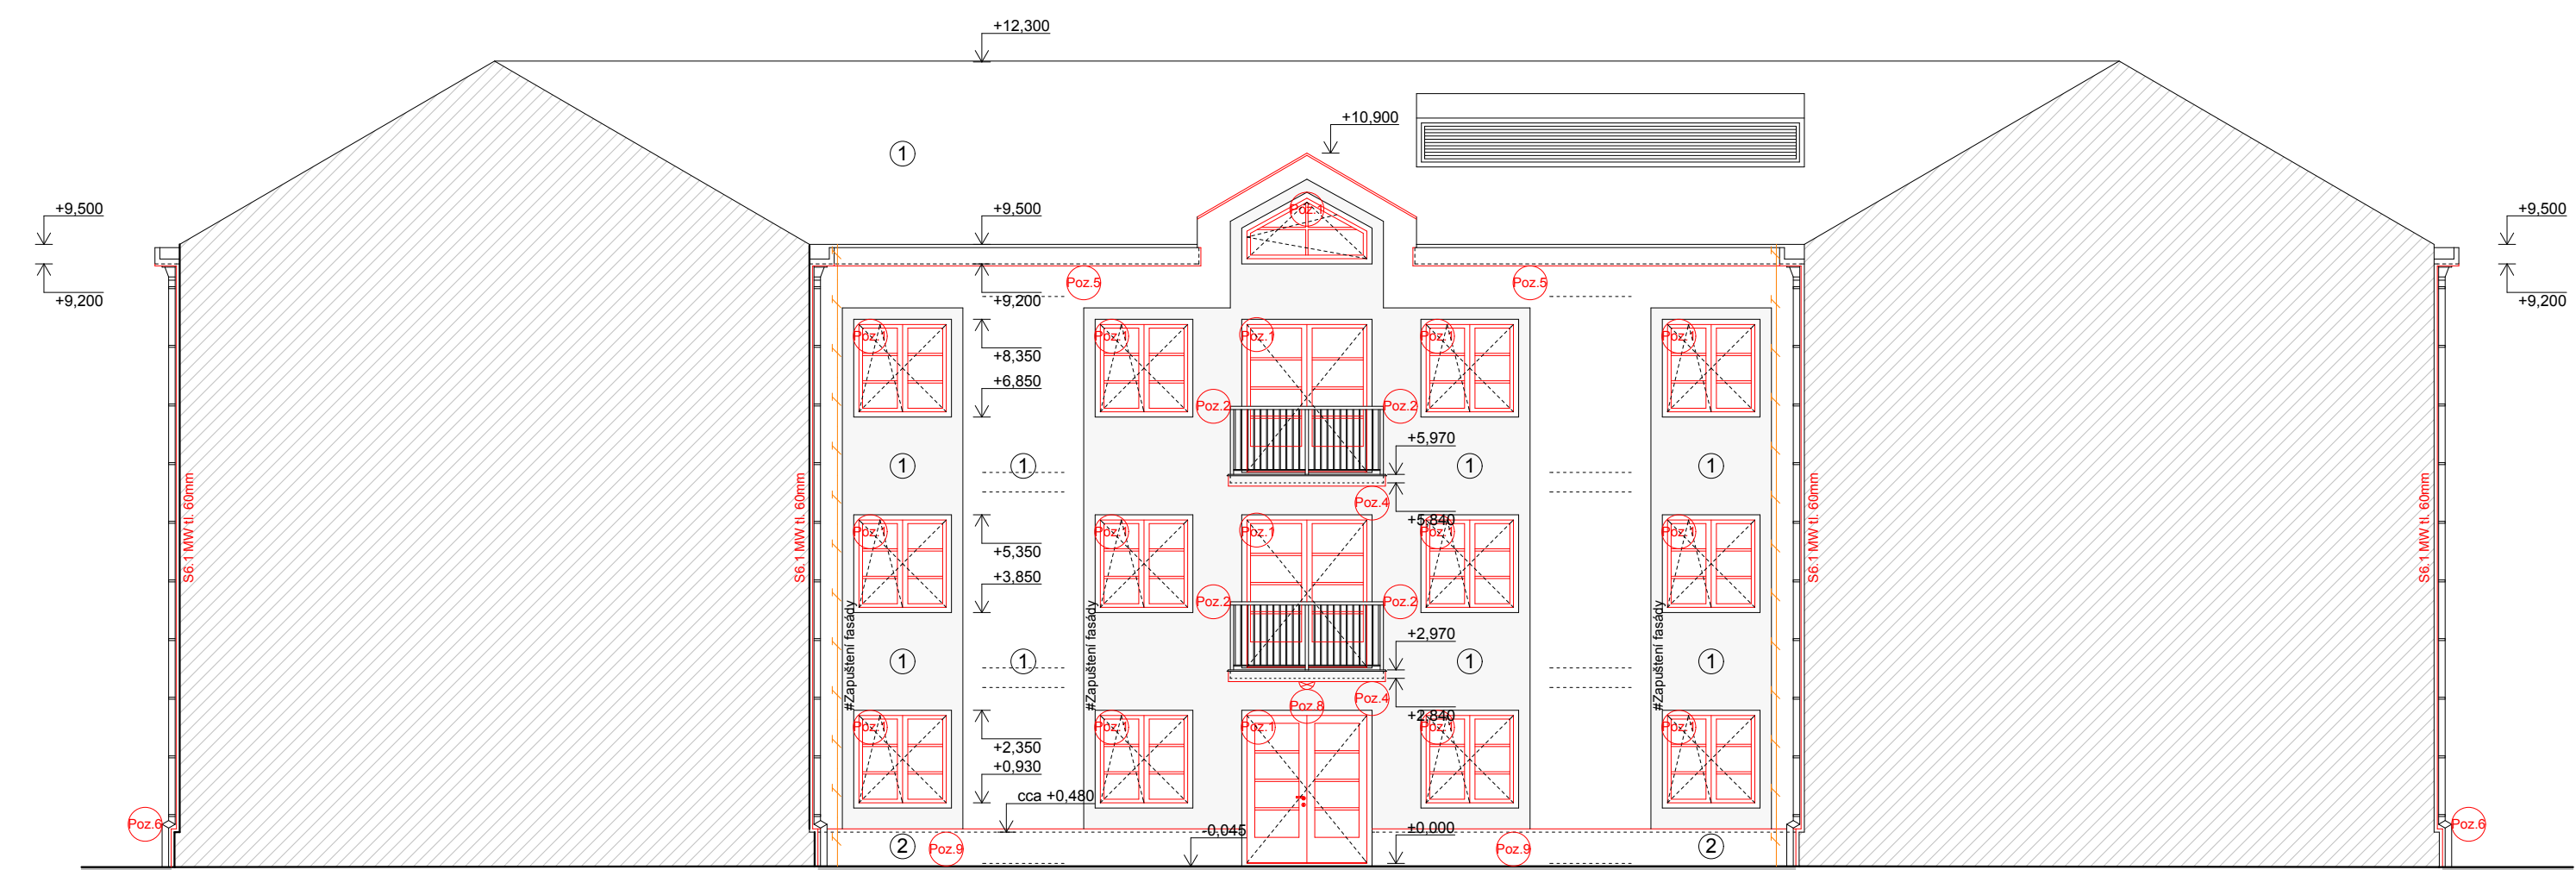 +12,300
+10,900
1
Poz.1
+9,500
+9,500
+9,500
+9,200
+9,200
+9,200
Poz.5
Poz.5
Poz.1
Poz.1
Poz.1
Poz.1
Poz.1
+8,350
+6,850
Poz.2
Poz.2
+5,970
1
1
1
1
Poz.4
+5,840
S6.1 MW tl. 60mm
S6.1 MW tl. 60mm
S6.1 MW tl. 60mm
S6.1 MW tl. 60mm
Poz.1
Poz.1
Poz.1
Poz.1
Poz.1
+5,350
+3,850
Poz.2
Poz.2
#Zapuštení fasády
#Zapuštení fasády
#Zapuštení fasády
+2,970
1
1
1
1
Poz.4
Poz.8
+2,840
Poz.1
Poz.1
Poz.1
Poz.1
Poz.1
+2,350
+0,930
cca +0,480
Poz.6
Poz.6
-0,045
±0,000
2
Poz.9
Poz.9
2